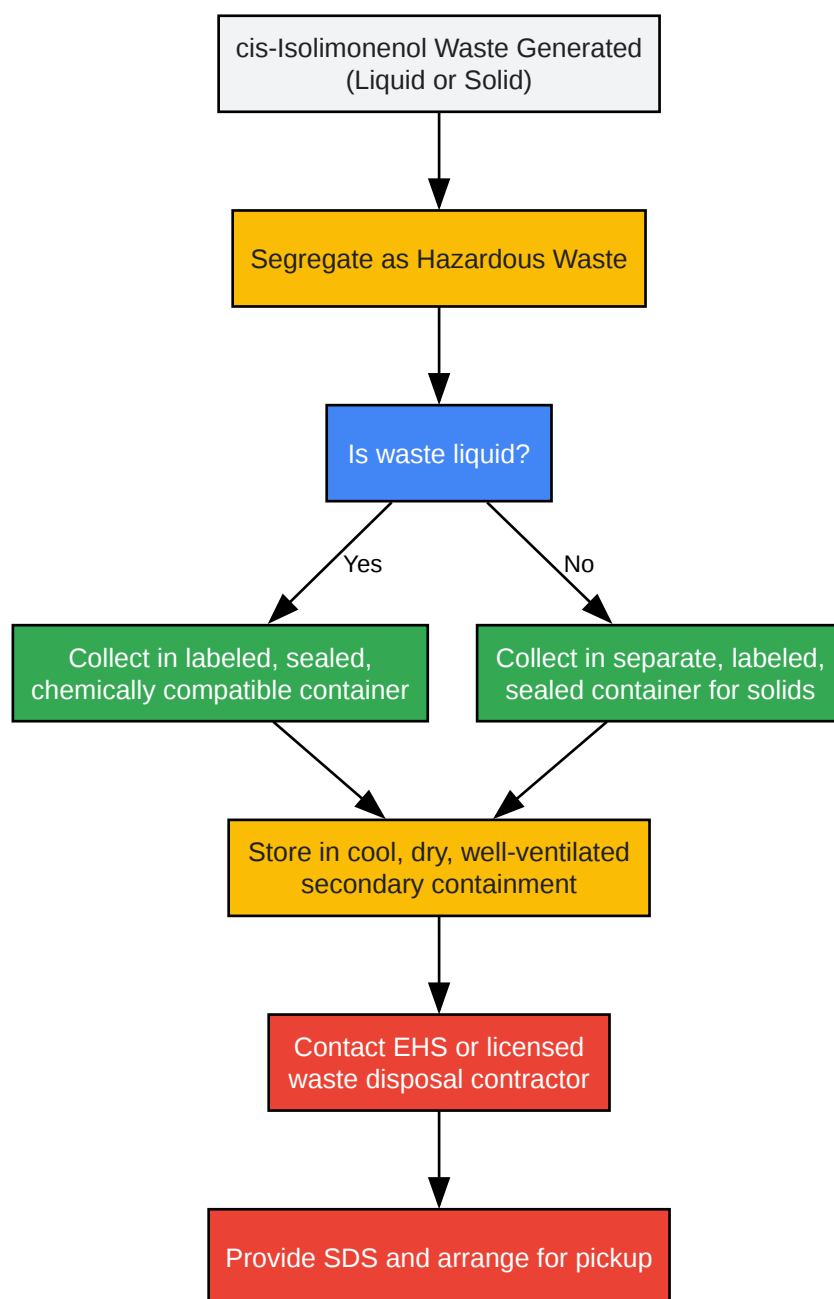 cis-Isolimonenol Waste Generated
(Liquid or Solid)
Segregate as Hazardous Waste
Is waste liquid?
Yes
No
Collect in labeled, sealed,
chemically compatible container
Collect in separate, labeled,
sealed container for solids
Store in cool, dry, well-ventilated
secondary containment
Contact EHS or licensed
waste disposal contractor
Provide SDS and arrange for pickup